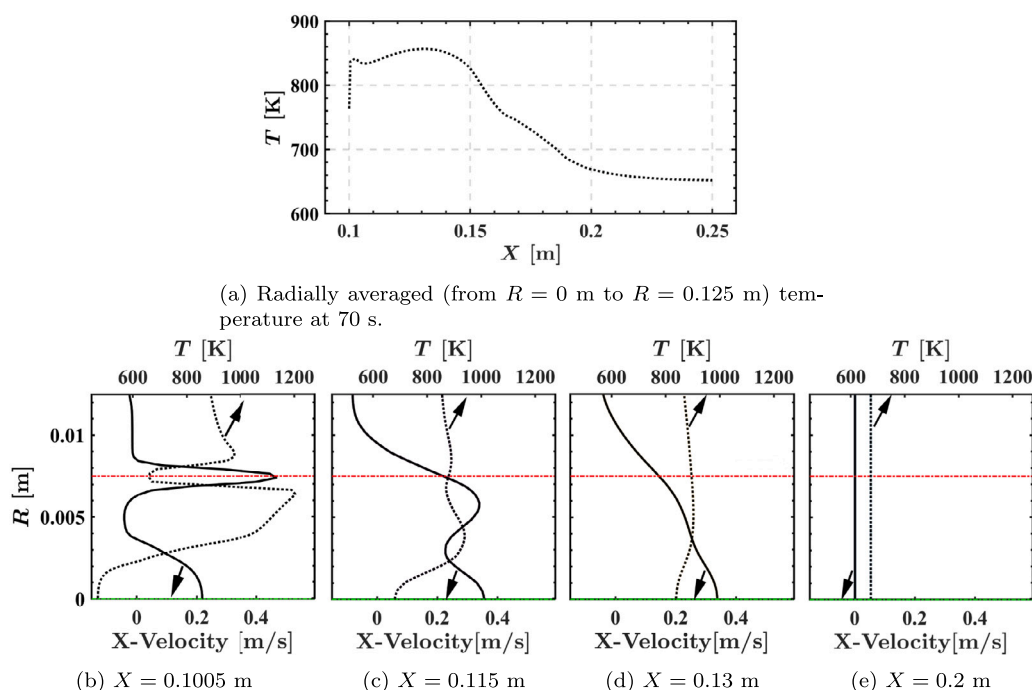 900
800
700
600
T [K]
0.1 0.15 0.2 0.25
X [m]
(a) Radially averaged (from R = 0 m to R = 0.125 m) tem-
perature at 70 s.
T [K] T [K] T [K] T [K]
600 800 1000 1200 600 800 1000 1200 600 800 1000 1200 600 800 1000 1200
0.01
0.005
0
R [m]
0 0.2 0.4 0 0.2 0.4 0 0.2 0.4 0 0.2 0.4
X-Velocity [m/s] X-Velocity[m/s] X-Velocity[m/s] X-Velocity[m/s]
(b) X = 0.1005 m (c) X = 0.115 m (d) X = 0.13 m (e) X = 0.2 m